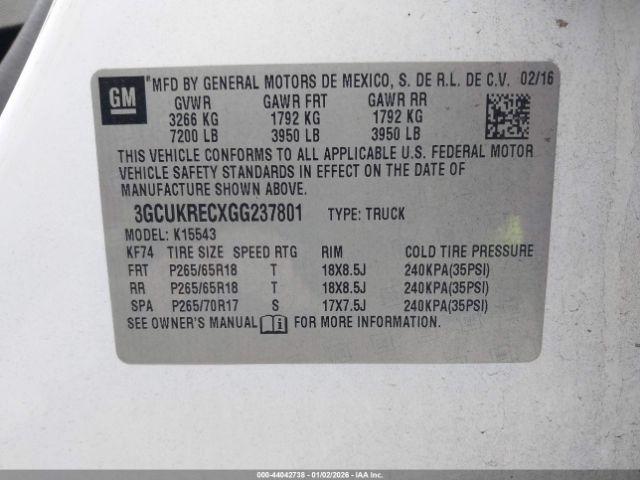 GM "MFD BY GENERAL MOTORS DE MEXICO, S. DE R.L. DE C.V. 02/16
GVWR GAWR FRT GAWR RR
3266 KG 1792 KG 1792 KG
7200 LB 3950 LB 3950 LB
THIS VEHICLE CONFORMS TO ALL APPLICABLE U.S. FEDERAL MOTOR
VEHICLE SAFETY STANDARDS IN EFFECT ON THE DATE OF
MANUFACTURE SHOWN ABOVE.
3GCUKRECXGG237801 TYPE: TRUCK
MODEL: K15543
KF74 TIRE SIZE SPEED RTG RIM COLD TIRE PRESSURE
FRT P265/65R18 T 18X8.5J 240KPA(35PSI)
RR P265/65R18 T 18X8.5J 240KPA(35PSI)
SPA P265/70R17 S 17X7.5J 240KPA(35PSI)
SEE OWNER'S MANUAL FOR MORE INFORMATION.
000-44042738 - 01/02/2026 - IAA SAMT